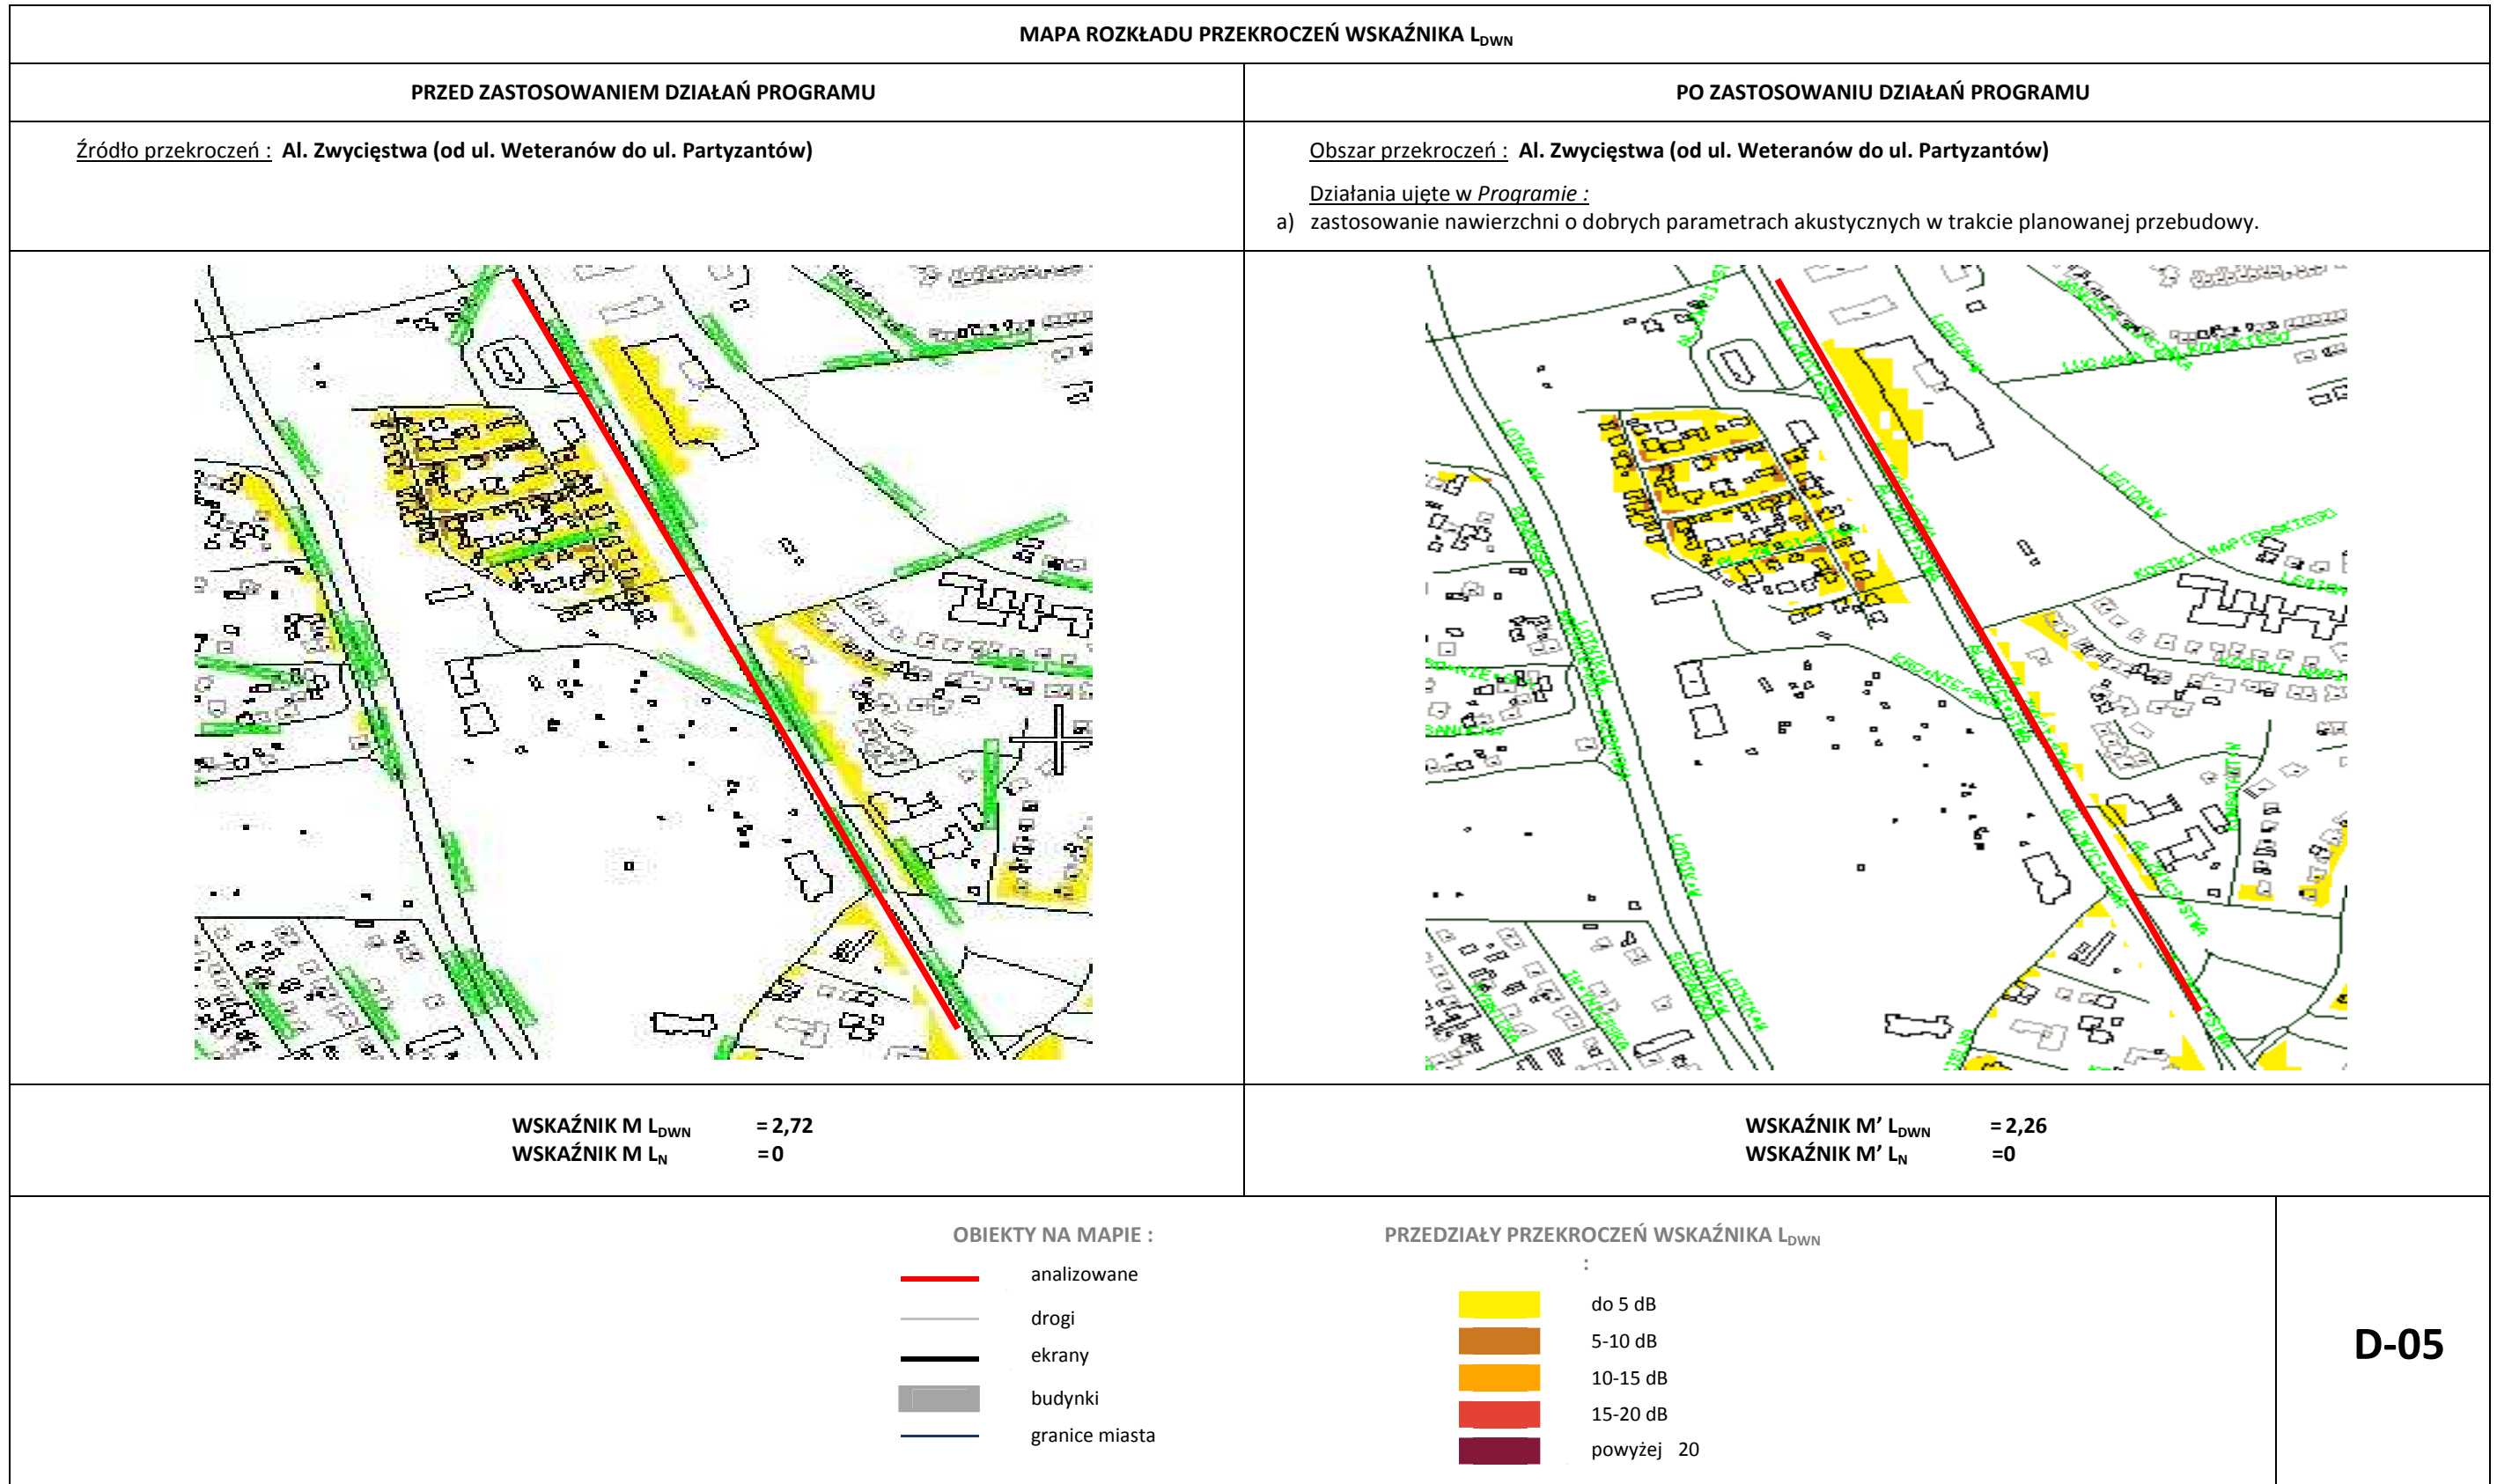 MAPA ROZKŁADU PRZEKROCZEŃ WSKAŹNIKA LDWN
PRZED ZASTOSOWANIEM DZIAŁAŃ PROGRAMU
PO ZASTOSOWANIU DZIAŁAŃ PROGRAMU
Źródło przekroczeń : Al. Zwycięstwa (od ul. Weteranów do ul. Partyzantów)
Obszar przekroczeń : Al. Zwycięstwa (od ul. Weteranów do ul. Partyzantów)
Działania ujęte w Programie :
a) zastosowanie nawierzchni o dobrych parametrach akustycznych w trakcie planowanej przebudowy.
WSKAŹNIK M LDWN = 2,72
WSKAŹNIK M LN = 0
WSKAŹNIK M’ LDWN = 2,26
WSKAŹNIK M’ LN =0
OBIEKTY NA MAPIE :
analizowane
drogi
ekrany
budynki
granice miasta
PRZEDZIAŁY PRZEKROCZEŃ WSKAŹNIKA LDWN
:
do 5 dB
5-10 dB
10-15 dB
15-20 dB
powyżej 20
D-05